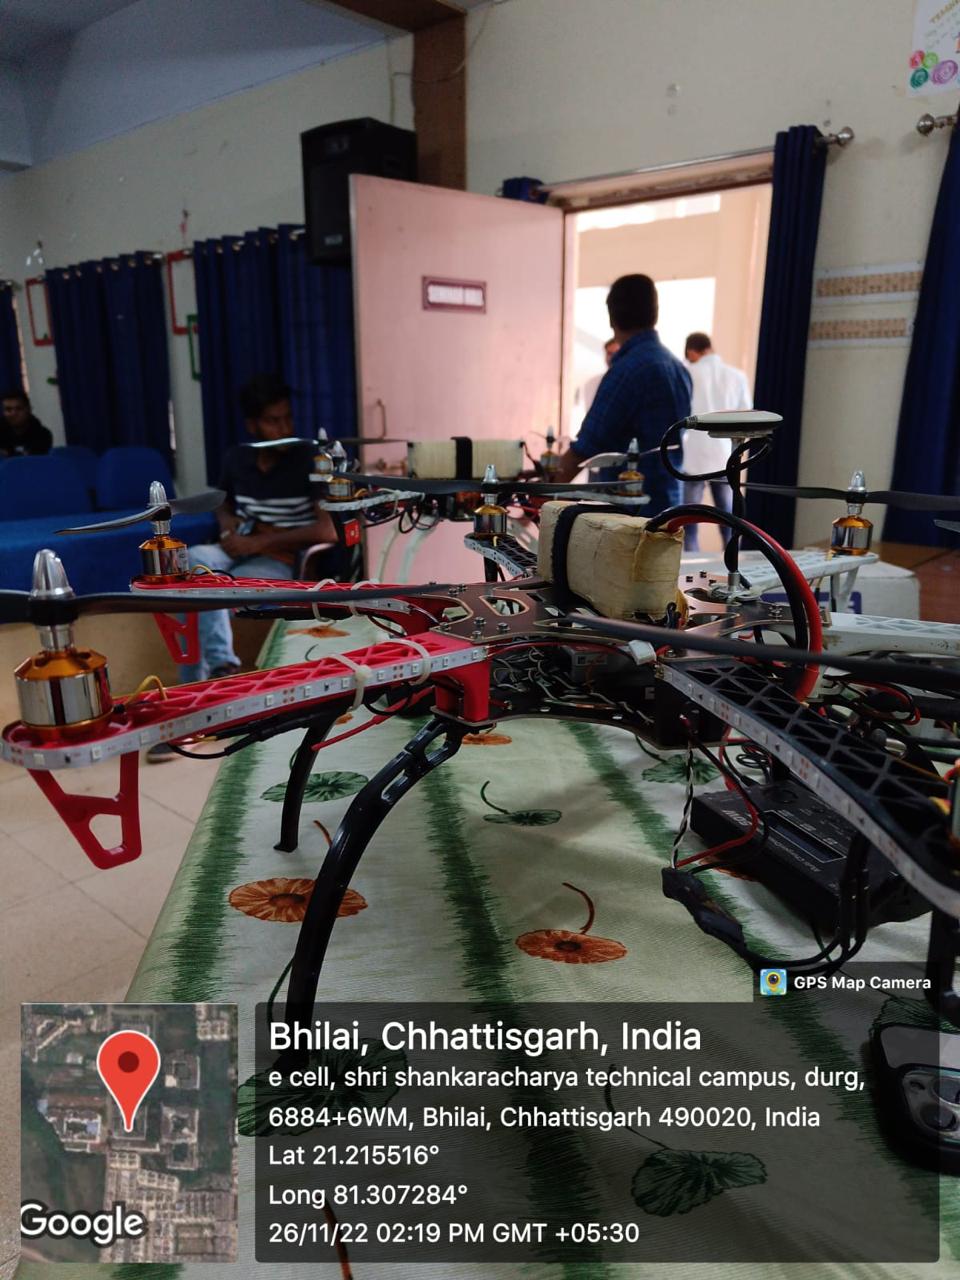 GPS Map Camera
Bhilai, Chhattisgarh, India
e cell, shri shankaracharya technical campus, durg,
6884+6WM, Bhilai, Chhattisgarh 490020, India
Lat 21.215516°
Long 81.307284°
26/11/22 02:19 PM GMT +05:30
Google